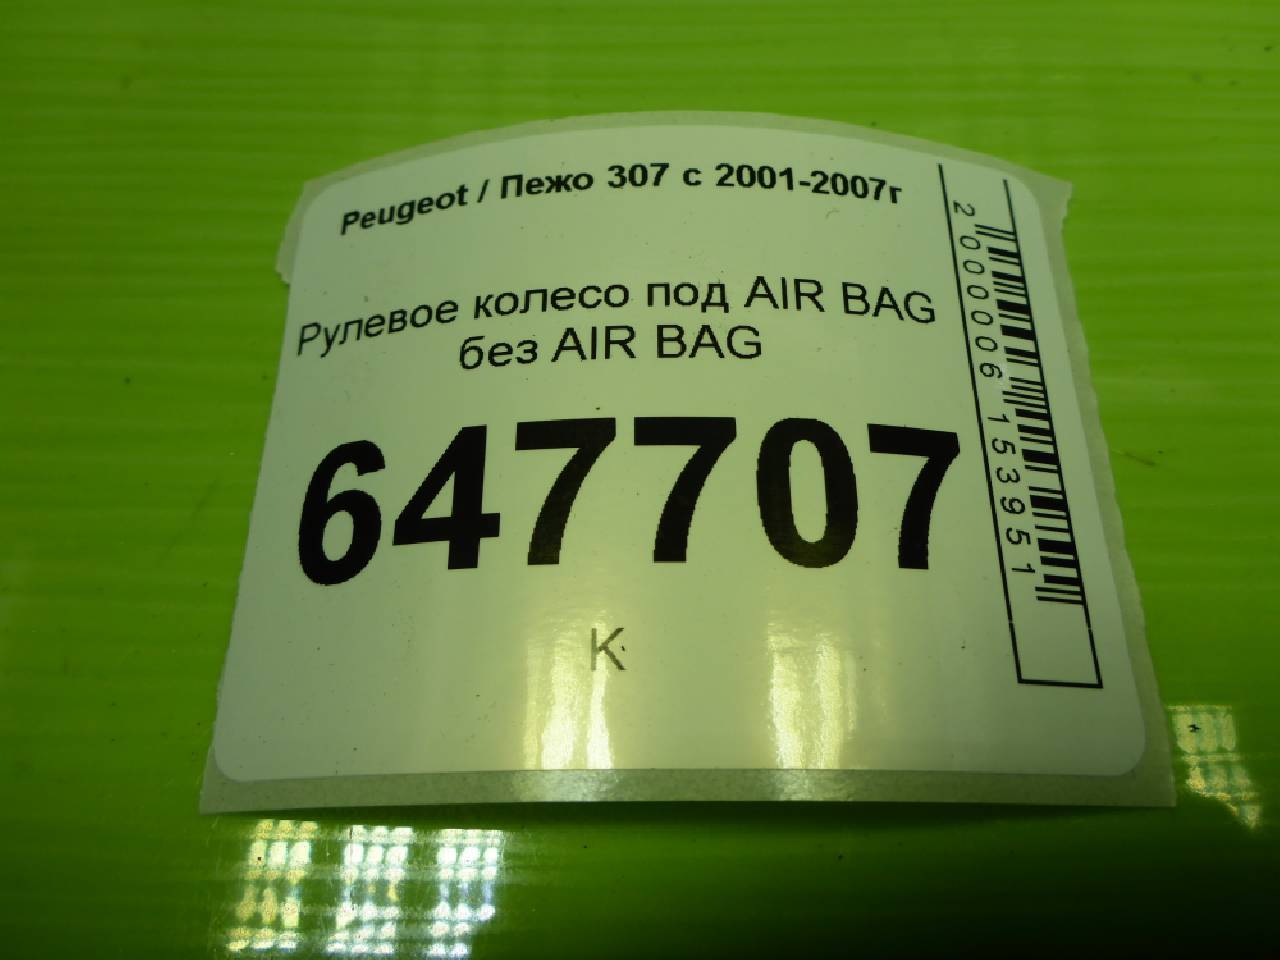 Peugeot / Пежо 307 с 2001-2007г
Рулевое колесо под AIR BAG
без AIR BAG
647707
К
2000006153951